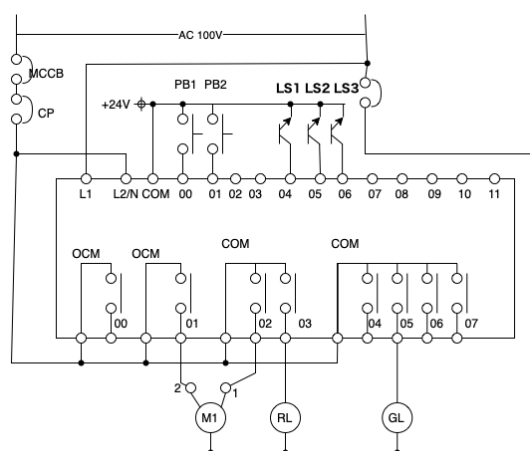 AC 100V
MCCB
CP
+24V
PB1 PB2 LS1 LS2 LS3
L1 L2/N COM 00 01 02 03 04 05 06 07 08 09 10 11
OCM OCM COM COM
00 01 02 03 04 05 06 07
2 1
M1 RL GL